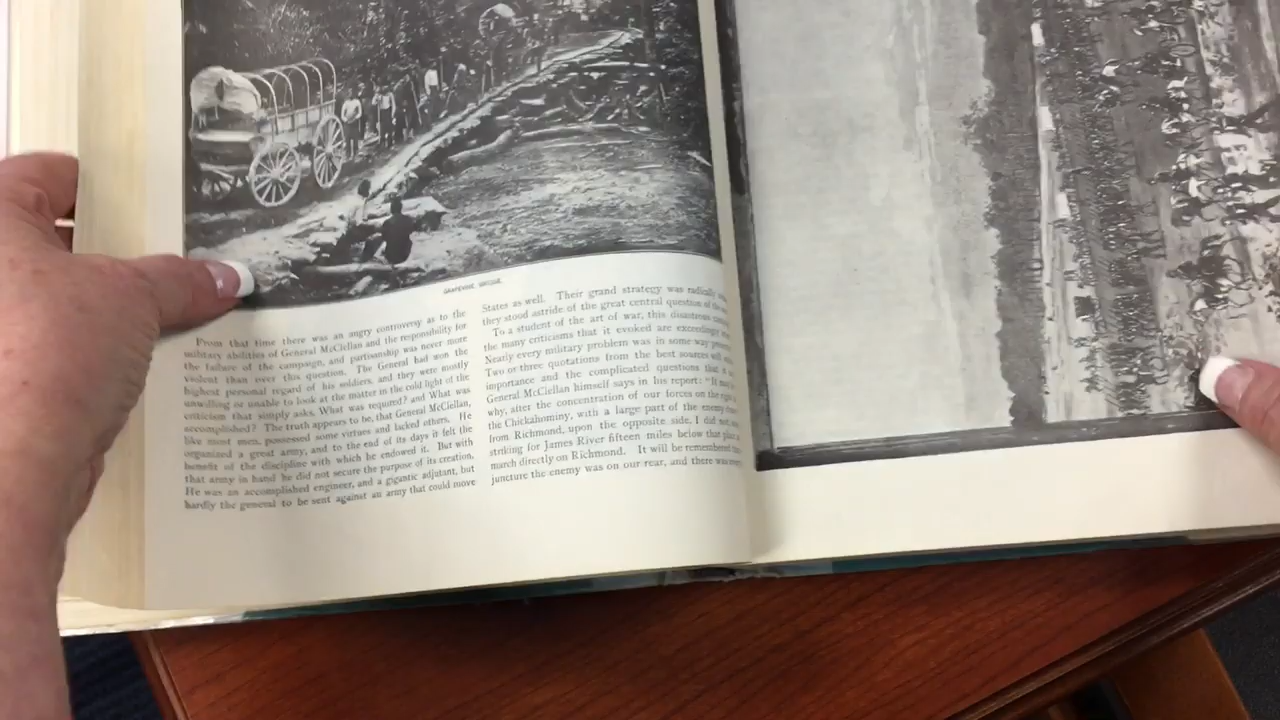 GRAPEVINE BRIDGE.
From that time there was an angry controversy as to the
military abilities of General McClellan and the responsibility for
the failure of the campaign, and partisanship was never more
violent than over this question. The General had won the
highest personal regard of his soldiers, and they were mostly
unwilling or unable to look at the matter in the cold light of the
criticism that simply asks, What was required? and What was
accomplished? The truth appears to be, that General McClellan,
like most men, possessed some virtues and lacked others. He
organized a great army, and to the end of its days it felt the
benefit of the discipline with which he endowed it. But with
that army in hand he did not secure the purpose of its creation.
He was an accomplished engineer, and a gigantic adjutant, but
hardly the general to be sent against an army that could move
States as well. Their grand strategy was radically
they stood astride of the great central question of the
To a student of the art of war, this disastrous
the many criticisms that it evoked are exceedingly
Nearly every military problem was in some way
Two or three quotations from the best sources will
importance and the complicated questions that
General McClellan himself says in his report: "It may
why, after the concentration of our forces on the right
the Chickahominy, with a large part of the enemy
from Richmond, upon the opposite side, I did not
striking for James River fifteen miles below that place
march directly on Richmond. It will be remembered
juncture the enemy was on our rear, and there was